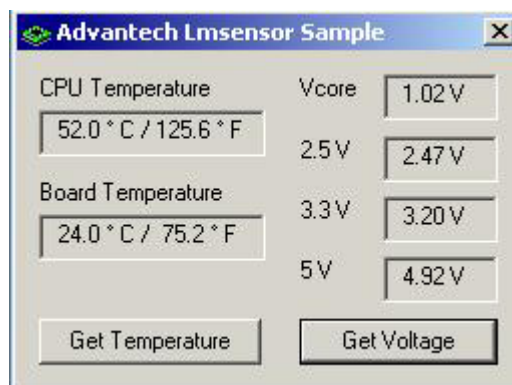 Advantech Lmsensor Sample
CPU Temperature
52.0 ° C / 125.6 ° F
Board Temperature
24.0 ° C / 75.2 ° F
Vcore
1.02 V
2.5 V
2.47 V
3.3 V
3.20 V
5 V
4.92 V
Get Temperature
Get Voltage